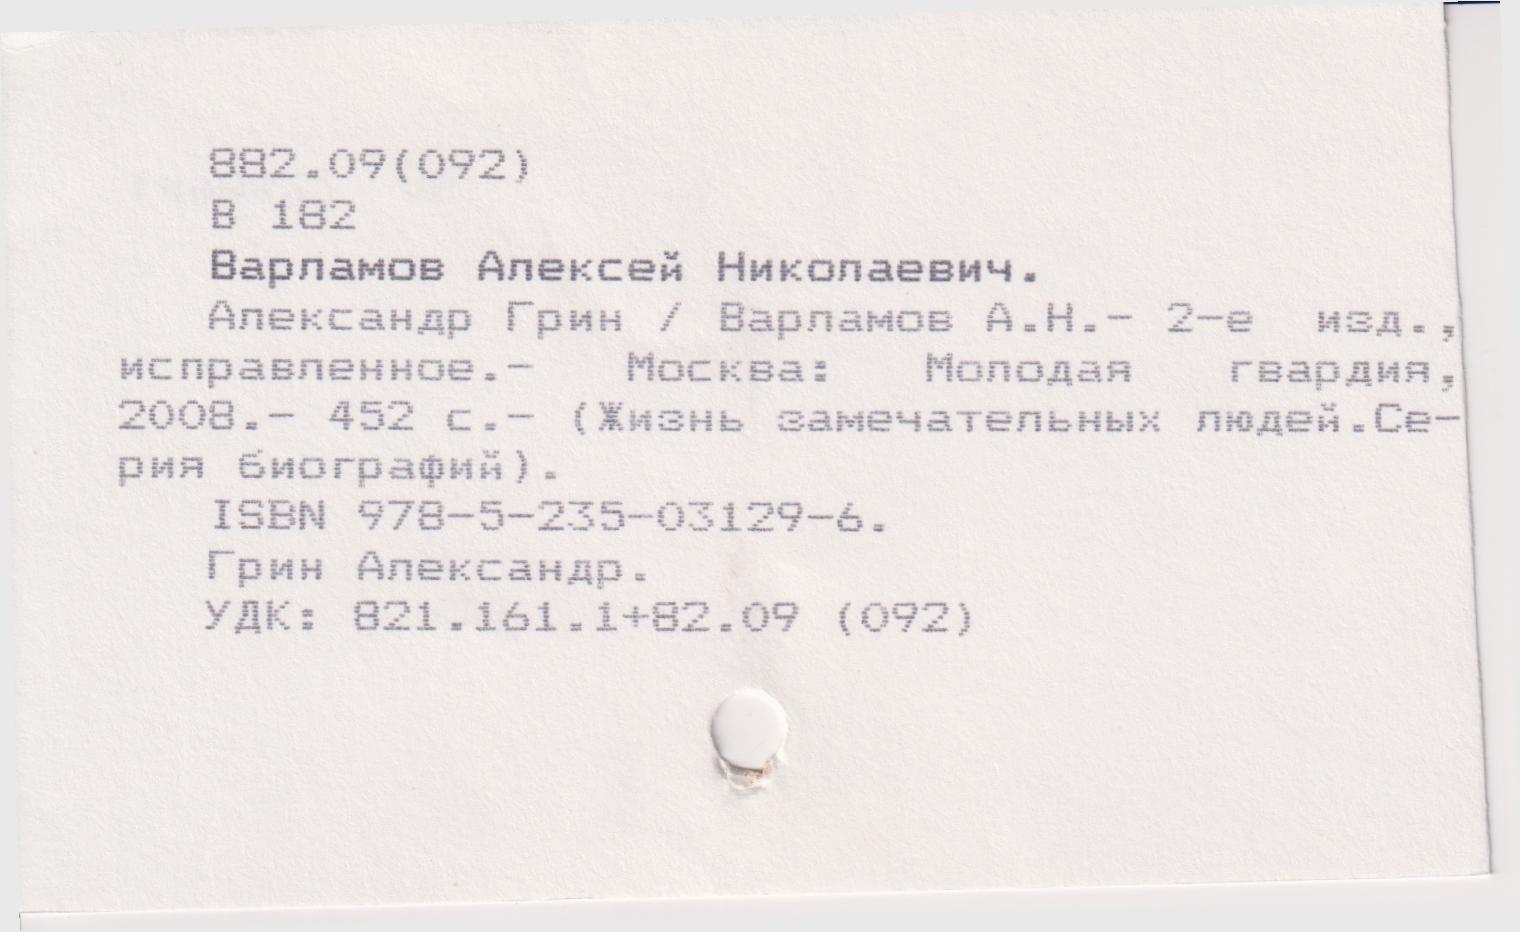 882.09(092)
В 182
Варламов Алексей Николаевич.
Александр Грин / Варламов А.Н.- 2-е изд.,
исправленное.- Москва: Молодая гвардия,
2008.- 452 с.- (Жизнь замечательных людей.Се-
рия биографий).
ISBN 978-5-235-03129-6.
Грин Александр.
УДК: 821.161.1+82.09 (092)